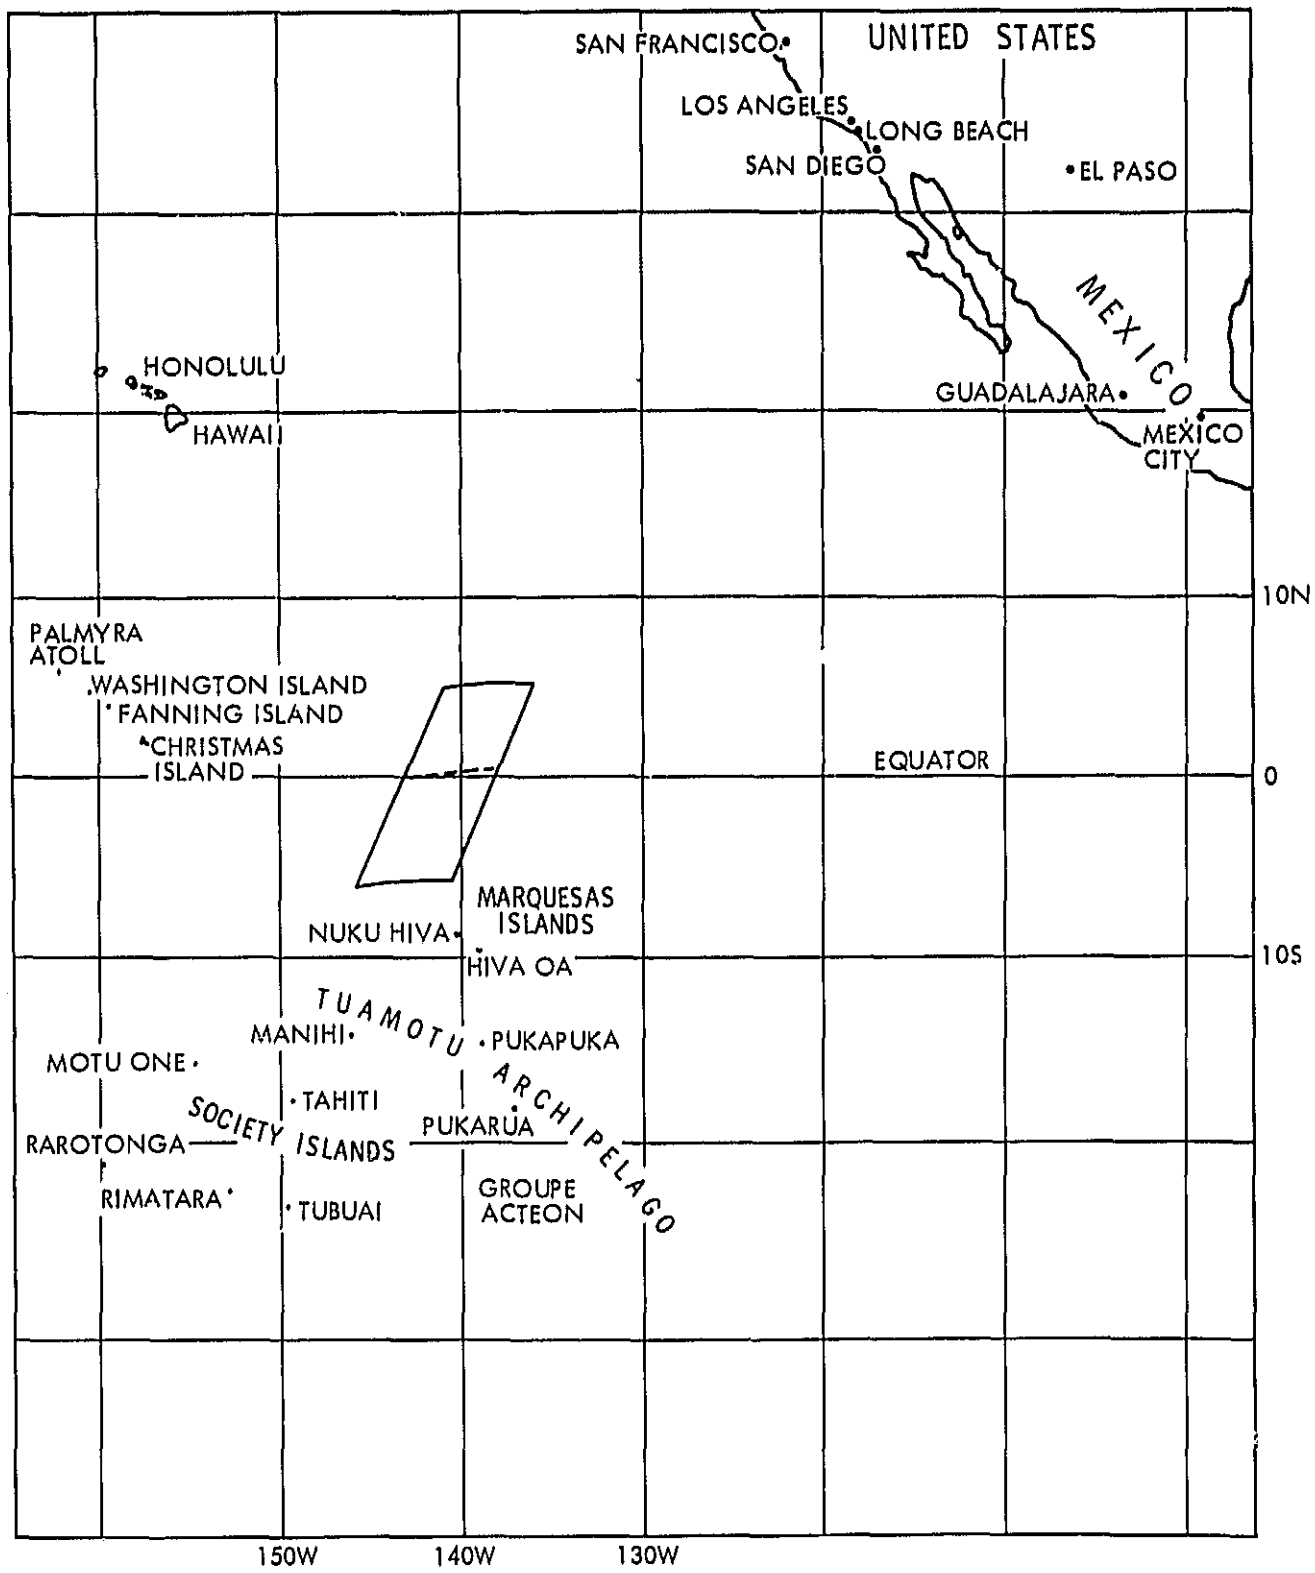 SAN FRANCISCO
UNITED STATES
LOS ANGELES
LONG BEACH
SAN DIEGO
EL PASO
MEXICO
HONOLULU
GUADALAJARA
HAWAII
MEXICO
CITY
10N
PALMYRA
ATOLL
WASHINGTON ISLAND
FANNING ISLAND
CHRISTMAS
ISLAND
EQUATOR
0
MARQUESAS
ISLANDS
NUKU HIVA
HIVA OA
10S
TUAMOTU ARCHIPELAGO
MANIHI
PUKAPUKA
MOTU ONE
TAHITI
SOCIETY ISLANDS
PUKARUA
RAROTONGA
RIMATARA
TUBUAI
GROUPE
ACTEON
150W
140W
130W